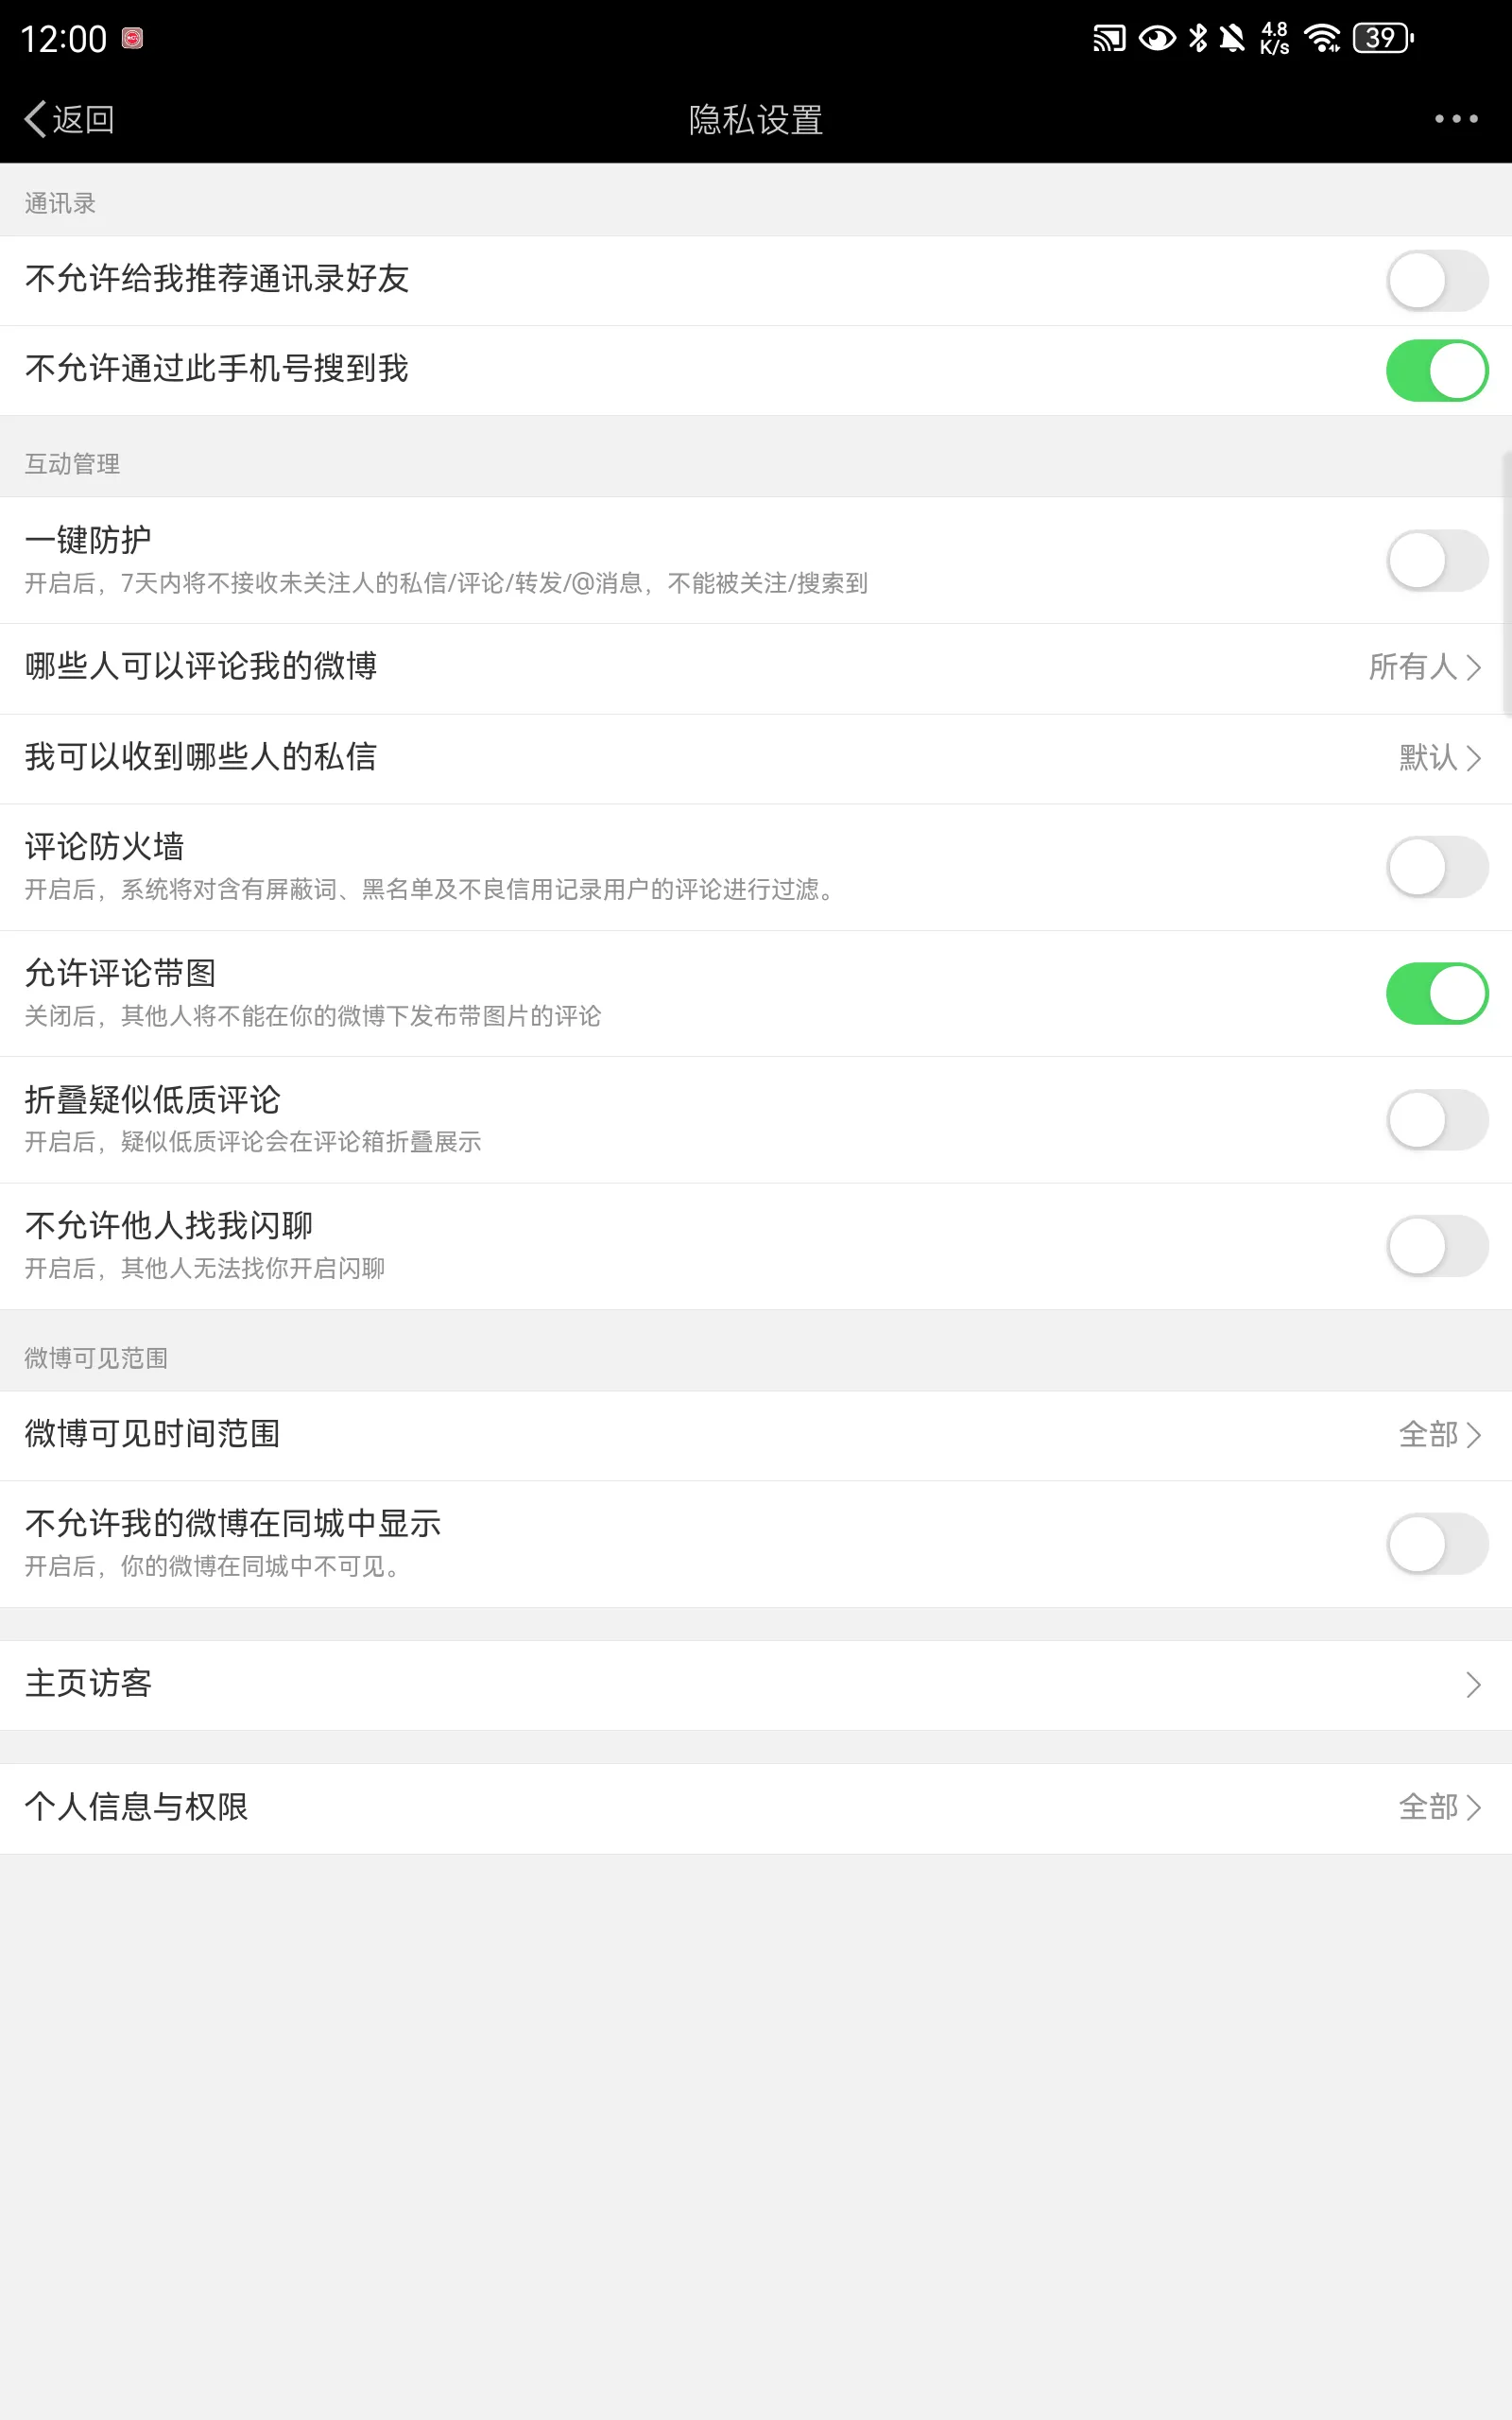 12:00
4.8
K/s
39
返回
隐私设置
通讯录
不允许给我推荐通讯录好友
不允许通过此手机号搜到我
互动管理
一键防护
开启后，7天内将不接收未关注人的私信/评论/转发/@消息，不能被关注/搜索到
哪些人可以评论我的微博
所有人
我可以收到哪些人的私信
默认
评论防火墙
开启后，系统将对含有屏蔽词、黑名单及不良信用记录用户的评论进行过滤。
允许评论带图
关闭后，其他人将不能在你的微博下发布带图片的评论
折叠疑似低质评论
开启后，疑似低质评论会在评论箱折叠展示
不允许他人找我闪聊
开启后，其他人无法找你开启闪聊
微博可见范围
微博可见时间范围
全部
不允许我的微博在同城中显示
开启后，你的微博在同城中不可见。
主页访客
个人信息与权限
全部